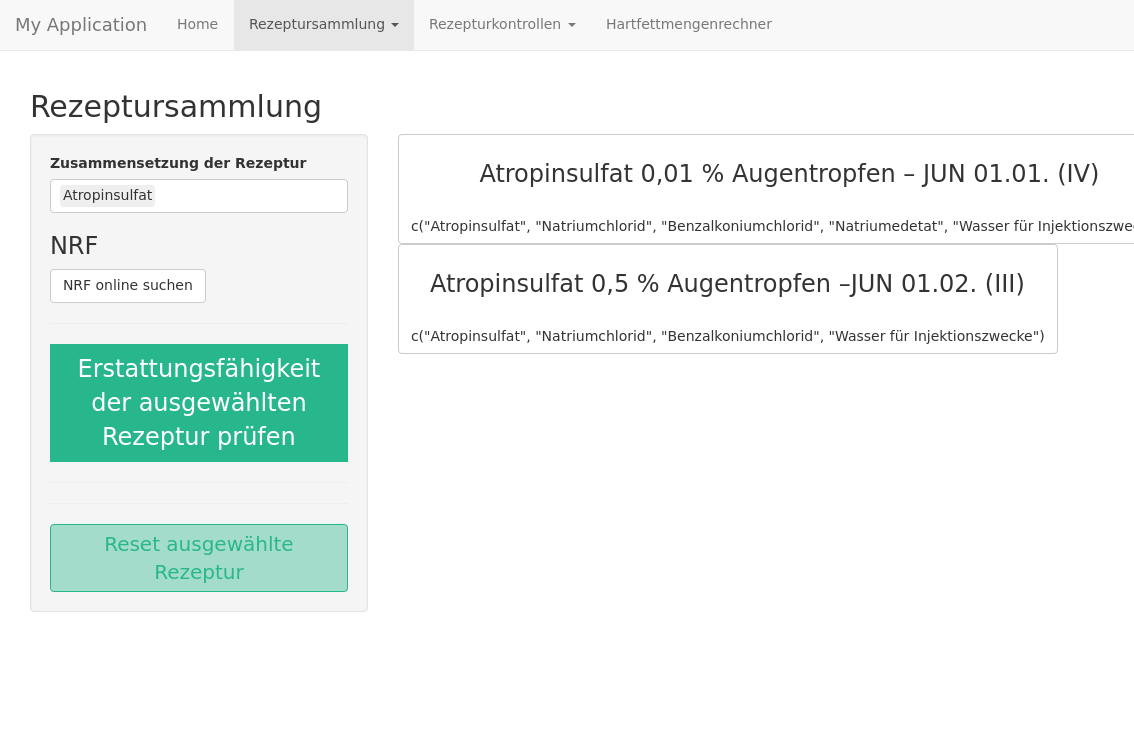 My Application Home Rezeptursammlung Rezepturkontrollen Hartfettmengenrechner
Rezeptursammlung
Zusammensetzung der Rezeptur
Atropinsulfat
NRF
NRF online suchen
Erstattungsfähigkeit
der ausgewählten
Rezeptur prüfen
Reset ausgewählte
Rezeptur
Atropinsulfat 0,01 % Augentropfen – JUN 01.01. (IV)
c("Atropinsulfat", "Natriumchlorid", "Benzalkoniumchlorid", "Natriumedetat", "Wasser für
Atropinsulfat 0,5 % Augentropfen –JUN 01.02. (III)
c("Atropinsulfat", "Natriumchlorid", "Benzalkoniumchlorid", "Wasser für Injektionszwecke")